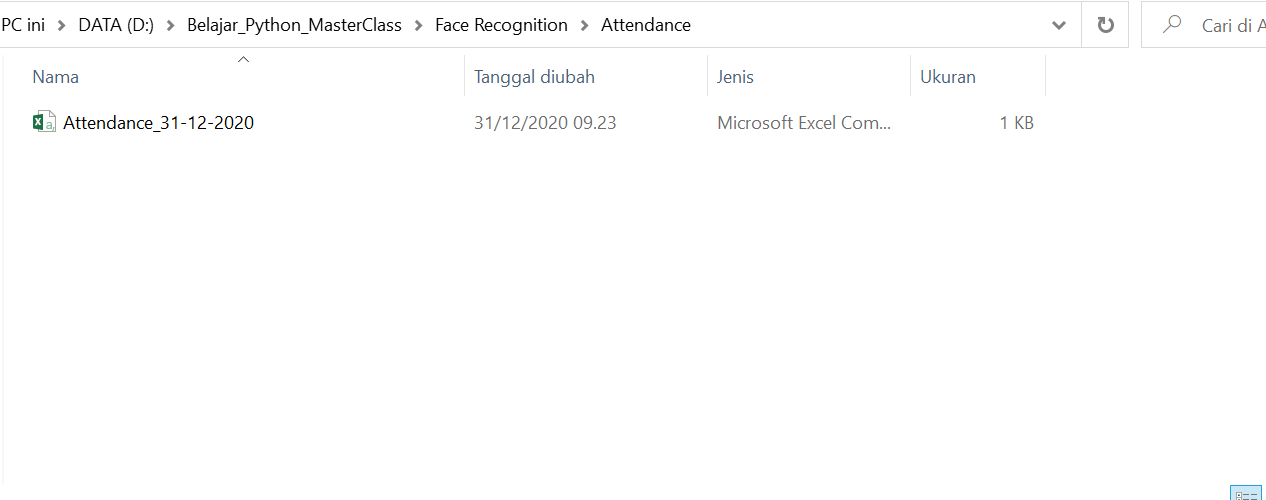 PC ini > DATA (D:) > Belajar_Python_MasterClass > Face Recognition > Attendance Cari di A
Nama Tanggal diubah Jenis Ukuran
Attendance_31-12-2020 31/12/2020 09.23 Microsoft Excel Com... 1 KB